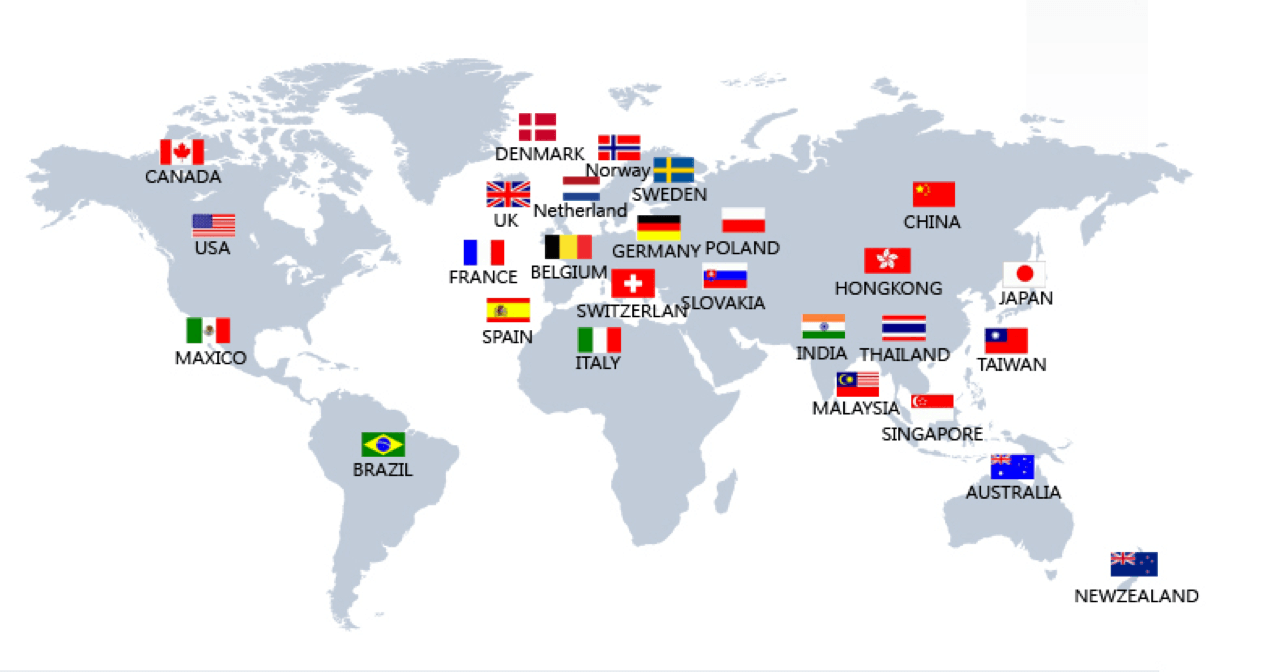 DENMARK
Norway
CANADA
SWEDEN
UK
Netherland
CHINA
USA
GERMANY
POLAND
FRANCE
BELGIUM
HONGKONG
JAPAN
SWITZERLAN
SLOVAKIA
SPAIN
MAXICO
ITALY
INDIA
THAILAND
TAIWAN
MALAYSIA
SINGAPORE
BRAZIL
AUSTRALIA
NEWZEALAND